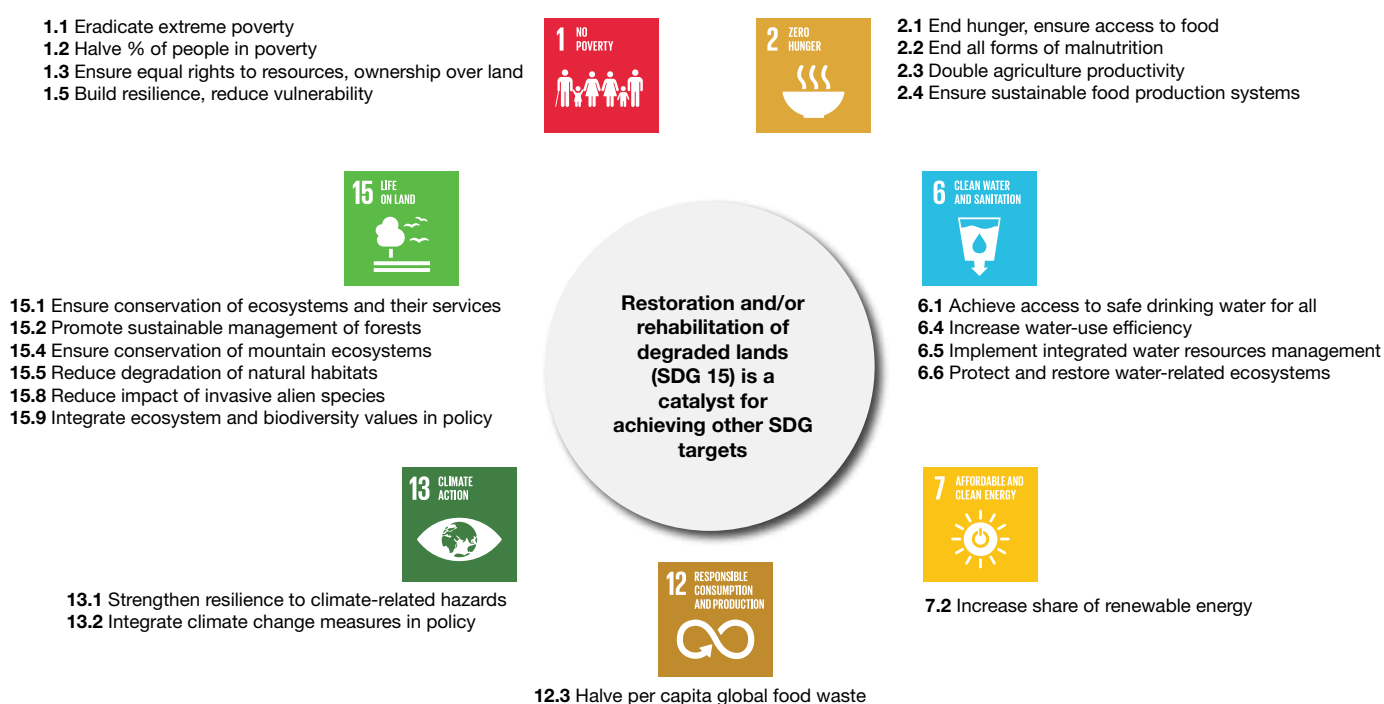 1.1 Eradicate extreme poverty
1.2 Halve % of people in poverty
1.3 Ensure equal rights to resources, ownership over land
1.5 Build resilience, reduce vulnerability
1 NO
POVERTY
2 ZERO
HUNGER
2.1 End hunger, ensure access to food
2.2 End all forms of malnutrition
2.3 Double agriculture productivity
2.4 Ensure sustainable food production systems
15 LIFE
ON LAND
15.1 Ensure conservation of ecosystems and their services
15.2 Promote sustainable management of forests
15.4 Ensure conservation of mountain ecosystems
15.5 Reduce degradation of natural habitats
15.8 Reduce impact of invasive alien species
15.9 Integrate ecosystem and biodiversity values in policy
Restoration and/or
rehabilitation of
degraded lands
(SDG 15) is a
catalyst for
achieving other SDG
targets
6 CLEAN WATER
AND SANITATION
6.1 Achieve access to safe drinking water for all
6.4 Increase water-use efficiency
6.5 Implement integrated water resources management
6.6 Protect and restore water-related ecosystems
13 CLIMATE
ACTION
13.1 Strengthen resilience to climate-related hazards
13.2 Integrate climate change measures in policy
12 RESPONSIBLE
CONSUMPTION
AND PRODUCTION
12.3 Halve per capita global food waste
7 AFFORDABLE AND
CLEAN ENERGY
7.2 Increase share of renewable energy